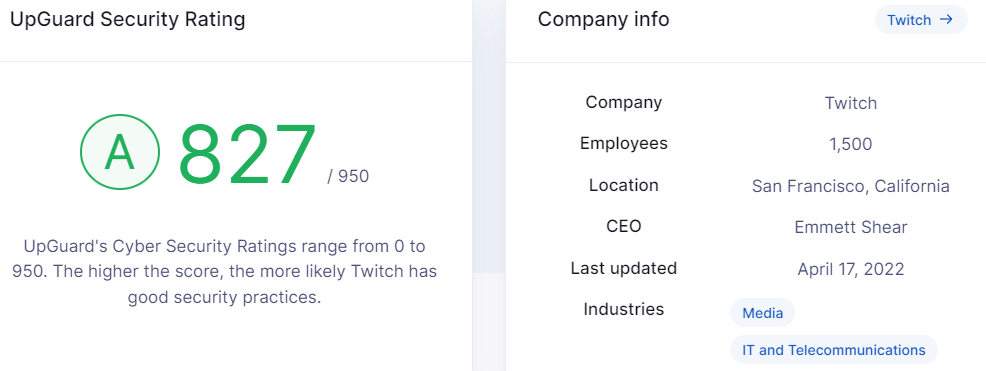 UpGuard Security Rating
A 827 / 950
UpGuard's Cyber Security Ratings range from 0 to
950. The higher the score, the more likely Twitch has
good security practices.
Company info
Twitch →
Company Twitch
Employees 1,500
Location San Francisco, California
CEO Emmett Shear
Last updated April 17, 2022
Industries Media
IT and Telecommunications